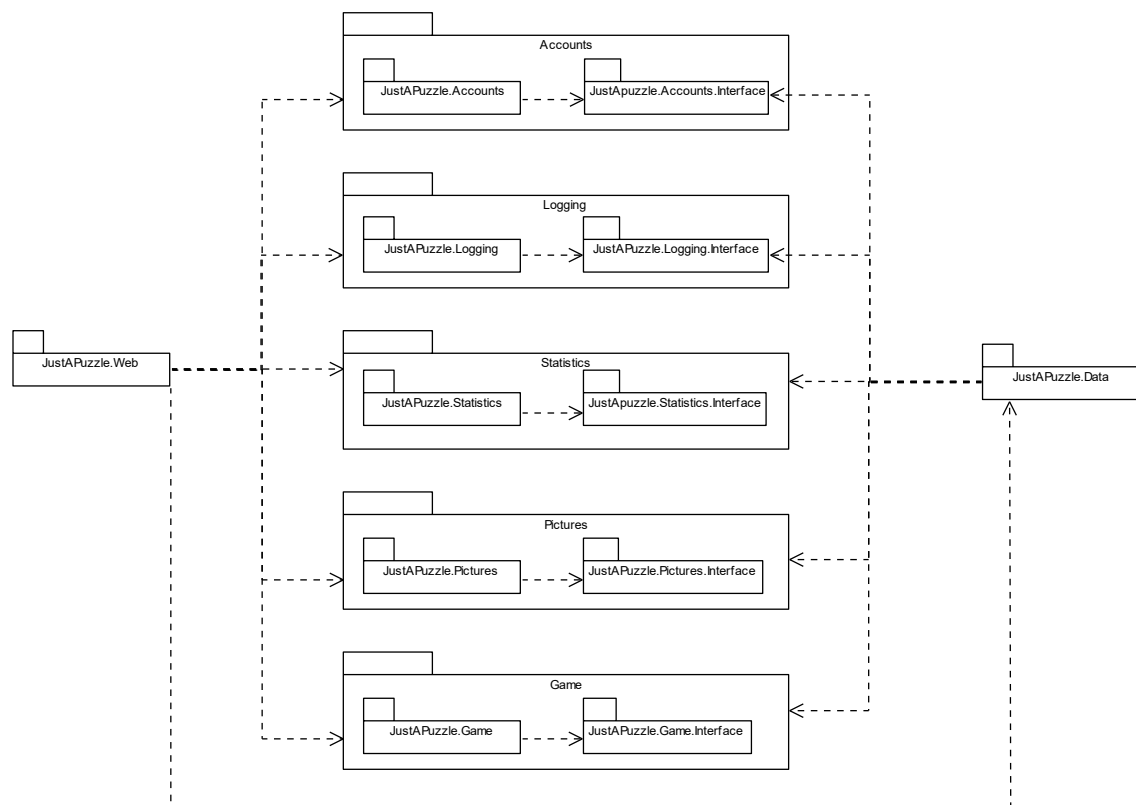 Accounts
JustAPuzzle.Accounts
JustApuzzle.Accounts.Interface
Logging
JustAPuzzle.Logging
JustAPuzzle.Logging.Interface
JustAPuzzle.Web
Statistics
JustAPuzzle.Data
JustAPuzzle.Statistics
JustApuzzle.Statistics.Interface
Pictures
JustAPuzzle.Pictures
JustAPuzzle.Pictures.Interface
Game
JustAPuzzle.Game
JustAPuzzle.Game.Interface